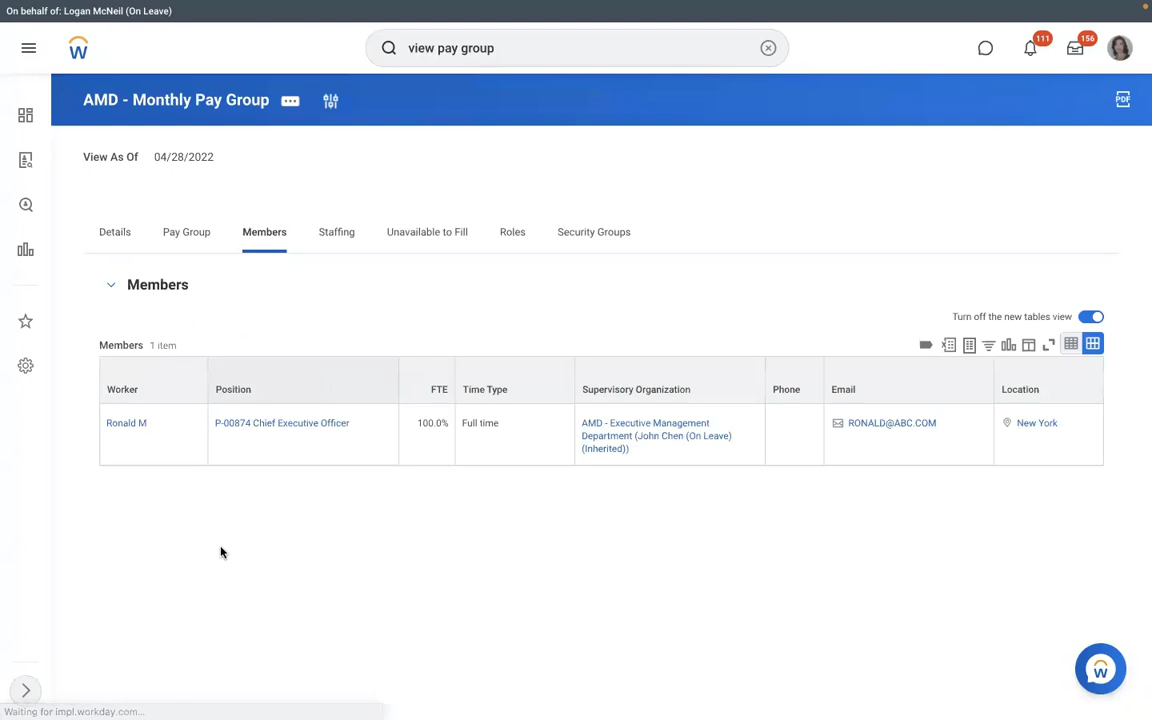 On behalf of: Logan McNeil (On Leave)
view pay group
111
156
AMD - Monthly Pay Group
PDF
View As Of 04/28/2022
Details Pay Group Members Staffing Unavailable to Fill Roles Security Groups
Members
Turn off the new tables view
Members 1 item
Worker Position FTE Time Type Supervisory Organization Phone Email Location
Ronald M P-00874 Chief Executive Officer 100.0% Full time AMD - Executive Management RONALD@ABC.COM New York
Department (John Chen (On Leave)
(Inherited))
Waiting for impl.workday.com...